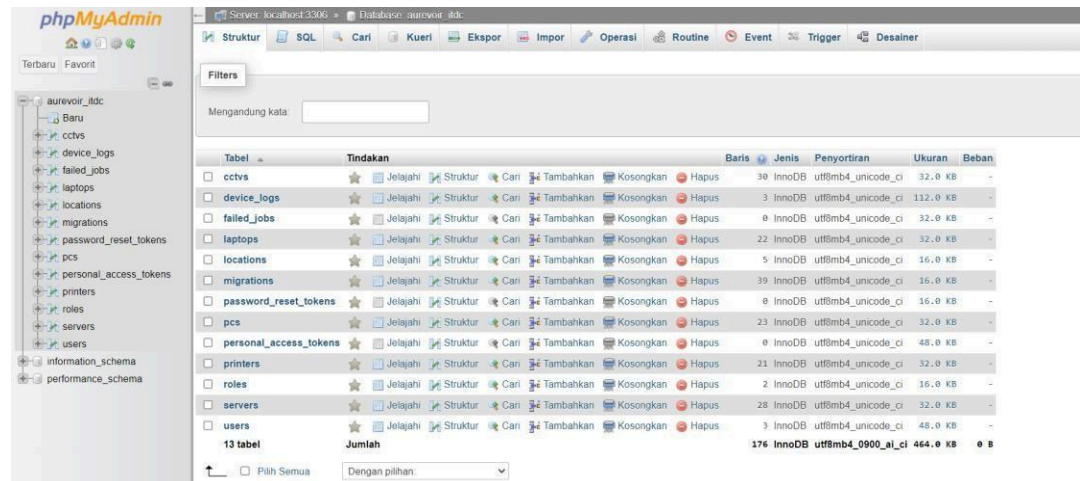 phpMyAdmin
Terbaru Favorit
aurevoir_itdc
Baru
cctvs
device_logs
failed_jobs
laptops
locations
migrations
password_reset_tokens
pcs
personal_access_tokens
printers
roles
servers
users
information_schema
performance_schema
Server: localhost:3306 » Database: aurevoir_itdc
Struktur SQL Cari Kueri Ekspor Impor Operasi Routine Event Trigger Desainer
Filters
Mengandung kata:
Tabel Tindakan Baris Jenis Penyortiran Ukuran Beban
cctvs Jelajahi Struktur Cari Tambahkan Kosongkan Hapus 30 InnoDB utf8mb4_unicode_ci 32.0 KB -
device_logs Jelajahi Struktur Cari Tambahkan Kosongkan Hapus 3 InnoDB utf8mb4_unicode_ci 112.0 KB -
failed_jobs Jelajahi Struktur Cari Tambahkan Kosongkan Hapus 0 InnoDB utf8mb4_unicode_ci 32.0 KB -
laptops Jelajahi Struktur Cari Tambahkan Kosongkan Hapus 22 InnoDB utf8mb4_unicode_ci 32.0 KB -
locations Jelajahi Struktur Cari Tambahkan Kosongkan Hapus 5 InnoDB utf8mb4_unicode_ci 16.0 KB -
migrations Jelajahi Struktur Cari Tambahkan Kosongkan Hapus 39 InnoDB utf8mb4_unicode_ci 16.0 KB -
password_reset_tokens Jelajahi Struktur Cari Tambahkan Kosongkan Hapus 0 InnoDB utf8mb4_unicode_ci 16.0 KB -
pcs Jelajahi Struktur Cari Tambahkan Kosongkan Hapus 23 InnoDB utf8mb4_unicode_ci 32.0 KB -
personal_access_tokens Jelajahi Struktur Cari Tambahkan Kosongkan Hapus 0 InnoDB utf8mb4_unicode_ci 48.0 KB -
printers Jelajahi Struktur Cari Tambahkan Kosongkan Hapus 21 InnoDB utf8mb4_unicode_ci 32.0 KB -
roles Jelajahi Struktur Cari Tambahkan Kosongkan Hapus 2 InnoDB utf8mb4_unicode_ci 16.0 KB -
servers Jelajahi Struktur Cari Tambahkan Kosongkan Hapus 28 InnoDB utf8mb4_unicode_ci 32.0 KB -
users Jelajahi Struktur Cari Tambahkan Kosongkan Hapus 3 InnoDB utf8mb4_unicode_ci 48.0 KB -
13 tabel Jumlah 176 InnoDB utf8mb4_0900_ai_ci 464.0 KB 0 B
Pilih Semua Dengan pilihan: